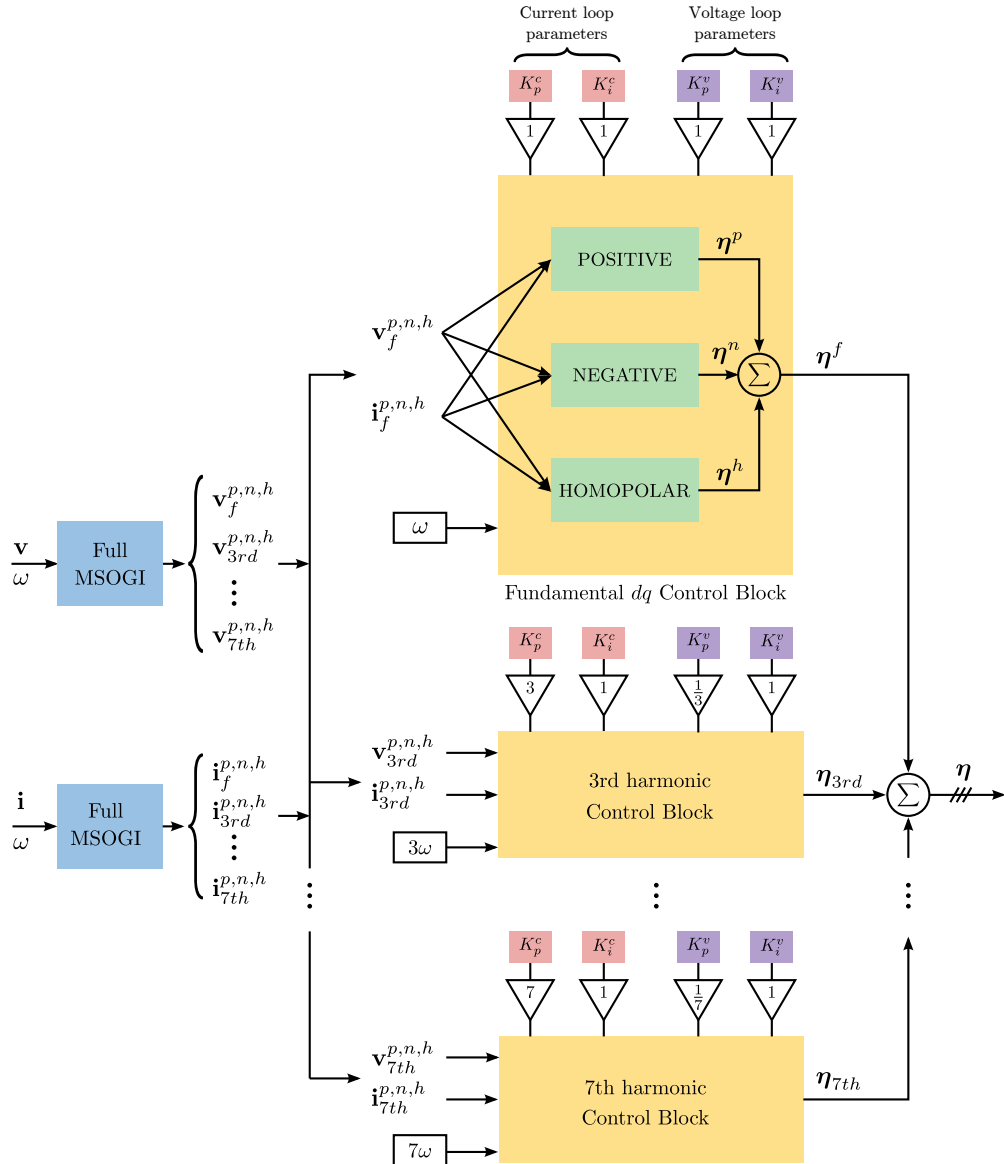 Current loop parameters
Voltage loop parameters
K_p^c K_i^c K_p^v K_i^v
1 1 1 1
POSITIVE
η^p
v_f^{p,n,h}
NEGATIVE
η^n
∑
η^f
i_f^{p,n,h}
HOMOPOLAR
η^h
ω
Fundamental dq Control Block
v
ω
Full
MSOGI
v_f^{p,n,h}
v_{3rd}^{p,n,h}
⋮
v_{7th}^{p,n,h}
i
ω
Full
MSOGI
i_f^{p,n,h}
i_{3rd}^{p,n,h}
⋮
i_{7th}^{p,n,h}
K_p^c K_i^c K_p^v K_i^v
3 1 1/3 1
v_{3rd}^{p,n,h}
i_{3rd}^{p,n,h}
3ω
3rd harmonic
Control Block
η_{3rd}
∑
η
⋮ ⋮ ⋮
K_p^c K_i^c K_p^v K_i^v
7 1 1/7 1
v_{7th}^{p,n,h}
i_{7th}^{p,n,h}
7ω
7th harmonic
Control Block
η_{7th}